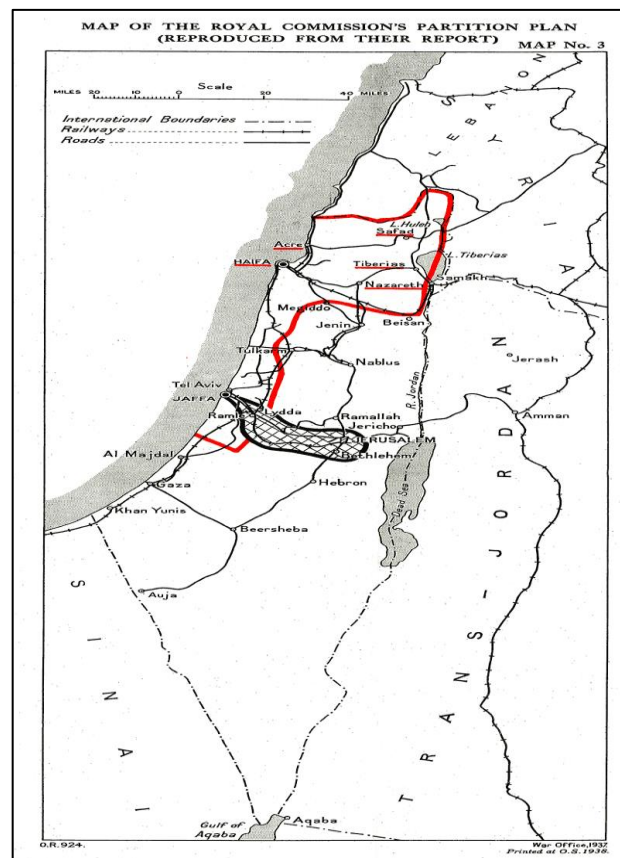 MAP OF THE ROYAL COMMISSION'S PARTITION PLAN
(REPRODUCED FROM THEIR REPORT)
MAP No. 3
Scale
MILES 20 10 0 20 40 MILES
International Boundaries
Railways
Roads
LEBANON
SYRIA
L. Huleh
Safad
Acre
HAIFA
Tiberias
L. Tiberias
Nazareth
Samakh
Megiddo
Beisan
Jenin
Tulkarm
Nablus
Jerash
R. Jordan
Tel Aviv
JAFFA
Ramle
Lydda
Ramallah
Jericho
Amman
JERUSALEM
Bethlehem
Al Majdal
Gaza
Hebron
Dead Sea
Khan Yunis
Beersheba
Auja
SINAI
TRANS-JORDAN
Gulf of
Aqaba
Aqaba
O.R. 924.
War Office, 1937.
Printed at O.S. 1938.